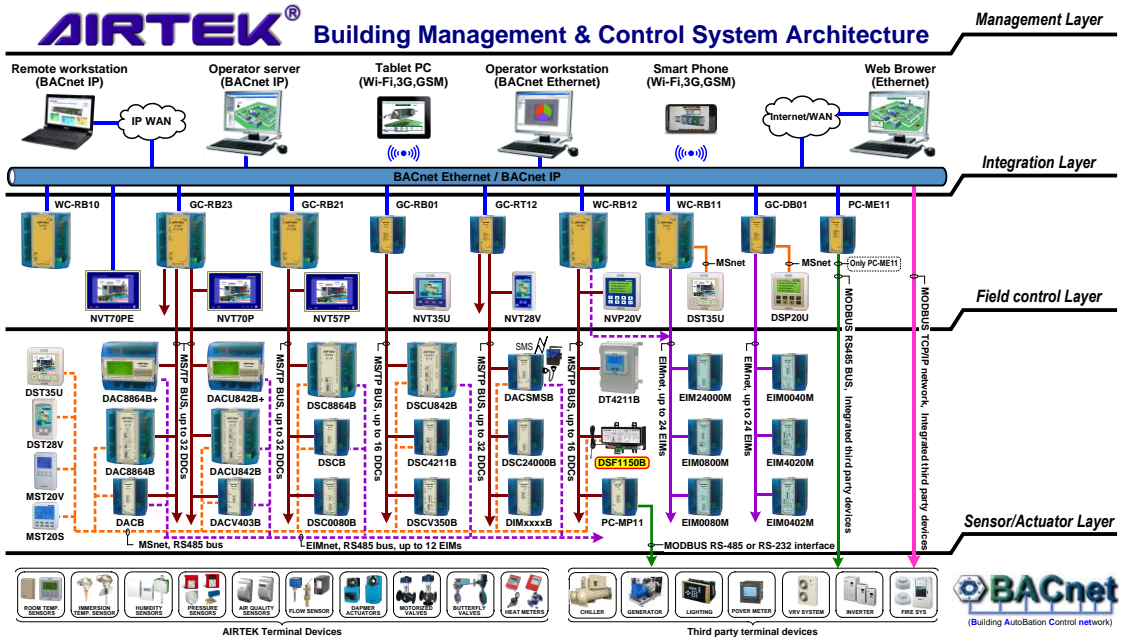 AIRTEK®
Building Management & Control System Architecture
Management Layer
Remote workstation
(BACnet IP)
Operator server
(BACnet IP)
Tablet PC
(Wi-Fi,3G,GSM)
Operator workstation
(BACnet Ethernet)
Smart Phone
(Wi-Fi,3G,GSM)
Web Brower
(Ethernet)
IP WAN
Internet/WAN
Integration Layer
BACnet Ethernet / BACnet IP
WC-RB10
GC-RB23
GC-RB21
GC-RB01
GC-RT12
WC-RB12
WC-RB11
GC-DB01
PC-ME11
MSnet
MSnet
Only PC-ME11
NVT70PE
NVT70P
NVT57P
NVT35U
NVT28V
NVP20V
DST35U
DSP20U
Field control Layer
MS/TP BUS, up to 32 DDCs
MS/TP BUS, up to 32 DDCs
MS/TP BUS, up to 16 DDCs
MS/TP BUS, up to 32 DDCs
MS/TP BUS, up to 16 DDCs
EIMnet, up to 24 EIMs
EIMnet, up to 24 EIMs
MODBUS RS485 BUS, Integrated third party devices
MODBUS TCP/IP network, Integrated third party devices
SMS
DST35U
DAC8864B+
DACU842B+
DSC8864B
DSCU842B
DACSMSB
DT4211B
EIM24000M
EIM0040M
DST28V
DAC8864B
DACU842B
DSCB
DSC4211B
DSC24000B
DSF1150B
EIM0800M
EIM4020M
MST20V
MST20S
DACB
DACV403B
DSC0080B
DSCV350B
DIMxxxxB
PC-MP11
EIM0080M
EIM0402M
Sensor/Actuator Layer
MSnet, RS485 bus
EIMnet, RS485 bus, up to 12 EIMs
MODBUS RS-485 or RS-232 interface
ROOM TEMP.
SENSORS
IMMERSION
TEMP. SENSOR
HUMIDITY
SENSORS
PRESSURE
SENSORS
AIR QUALITY
SENSORS
FLOW SENSOR
DAPMER
ACTUATORS
MOTORIZED
VALVES
BUTTERFLY
VALVES
HEAT METERS
CHILLER
GENERATOR
LIGHTING
POVER METER
VRV SYSTEM
INVERTER
FIRE SYS
AIRTEK Terminal Devices
Third party terminal devices
BACnet
(Building AutoBation Control network)